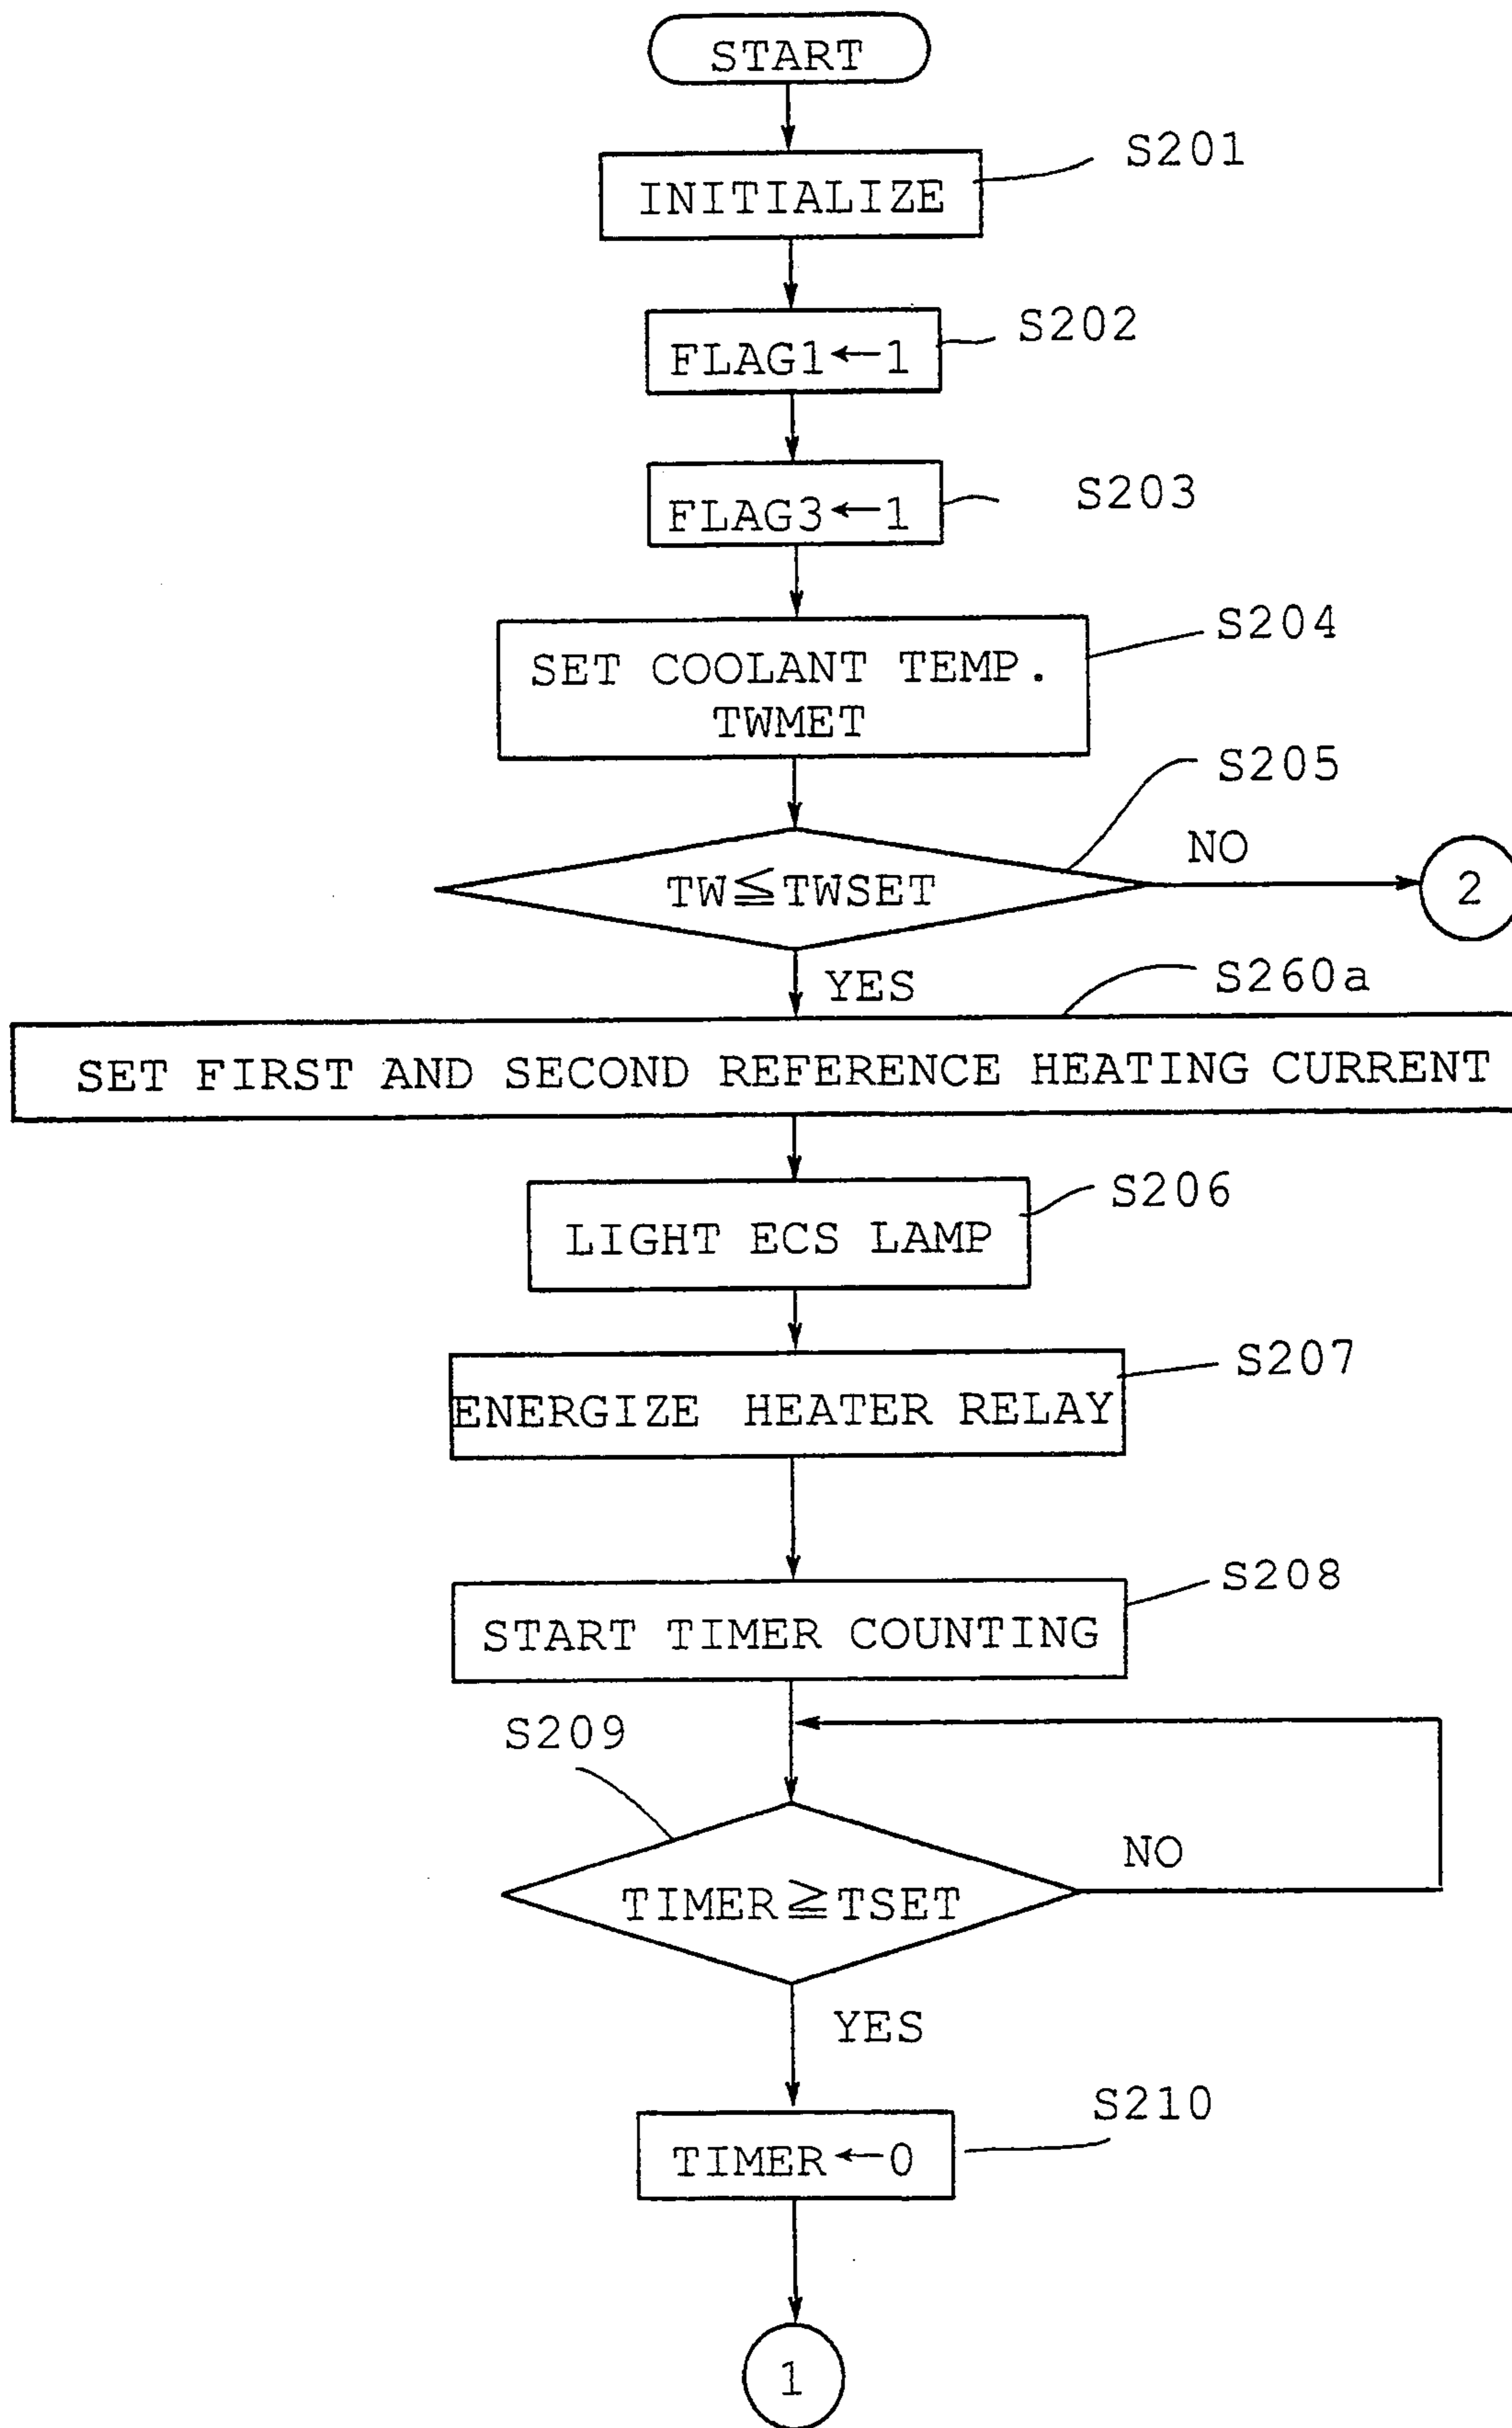 START
S201
INITIALIZE
S202
FLAG1←1
S203
FLAG3←1
S204
SET COOLANT TEMP.
TWMET
S205
TW≦TWSET
NO
2
YES
S260a
SET FIRST AND SECOND REFERENCE HEATING CURRENT
S206
LIGHT ECS LAMP
S207
ENERGIZE HEATER RELAY
S208
START TIMER COUNTING
S209
TIMER≧TSET
NO
YES
S210
TIMER←0
1